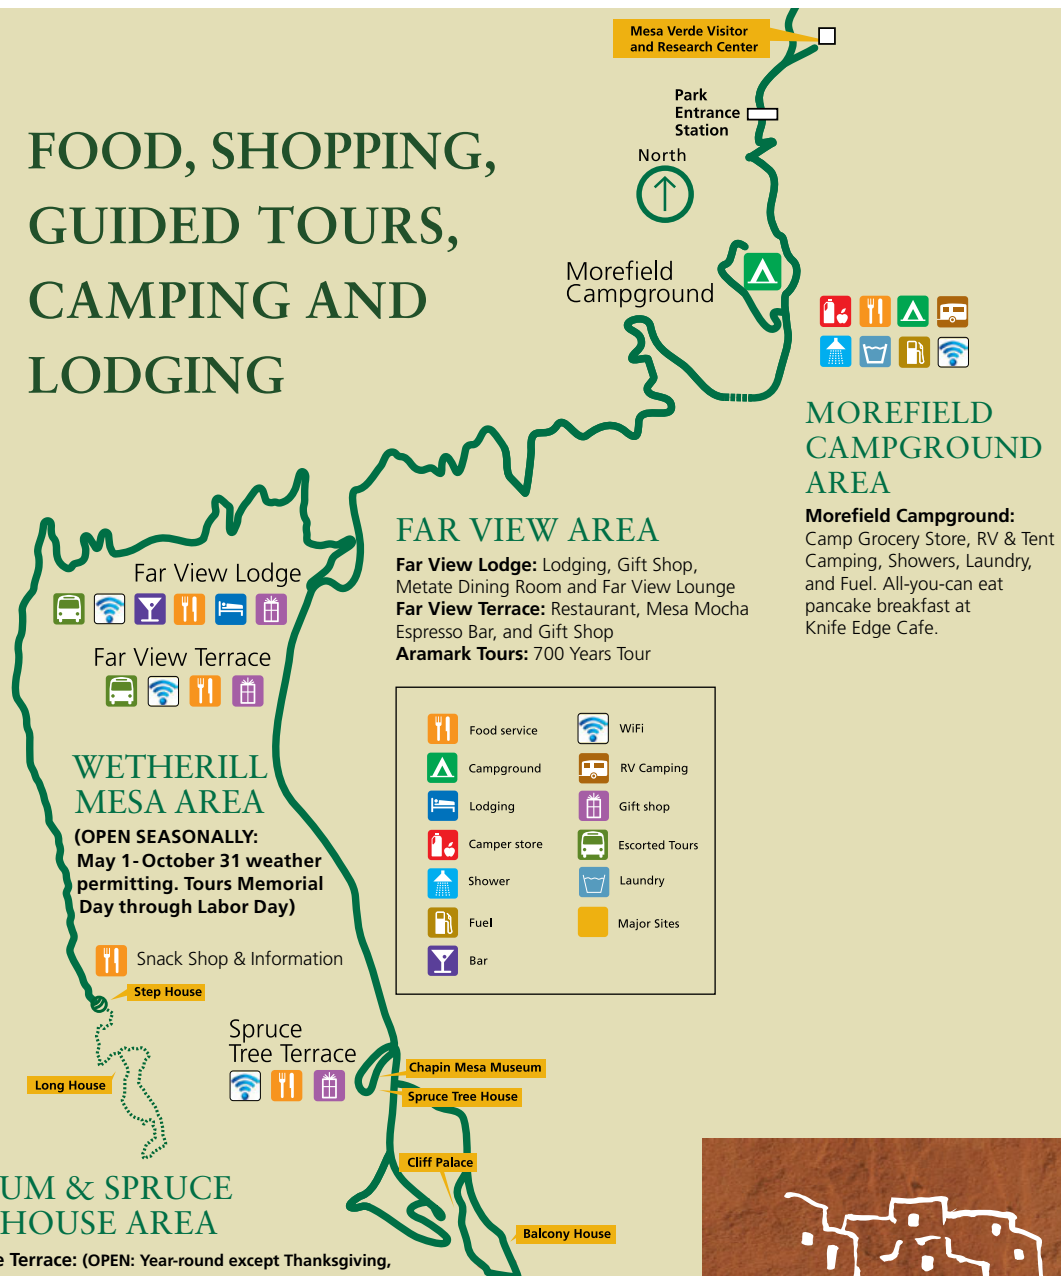 Mesa Verde Visitor
and Research Center
Park
Entrance
Station
North
FOOD, SHOPPING,
GUIDED TOURS,
CAMPING AND
LODGING
Morefield
Campground
MOREFIELD
CAMPGROUND
AREA
Morefield Campground:
Camp Grocery Store, RV & Tent
Camping, Showers, Laundry,
and Fuel. All-you-can eat
pancake breakfast at
Knife Edge Cafe.
FAR VIEW AREA
Far View Lodge: Lodging, Gift Shop,
Metate Dining Room and Far View Lounge
Far View Terrace: Restaurant, Mesa Mocha
Espresso Bar, and Gift Shop
Aramark Tours: 700 Years Tour
Far View Lodge
Far View Terrace
Food service
Campground
Lodging
Camper store
Shower
Fuel
Bar
WiFi
RV Camping
Gift shop
Escorted Tours
Laundry
Major Sites
WETHERILL
MESA AREA
(OPEN SEASONALLY:
May 1-October 31 weather
permitting. Tours Memorial
Day through Labor Day)
Snack Shop & Information
Step House
Long House
Spruce
Tree Terrace
Chapin Mesa Museum
Spruce Tree House
Cliff Palace
Balcony House
UM & SPRUCE
HOUSE AREA
e Terrace: (OPEN: Year-round except Thanksgiving,